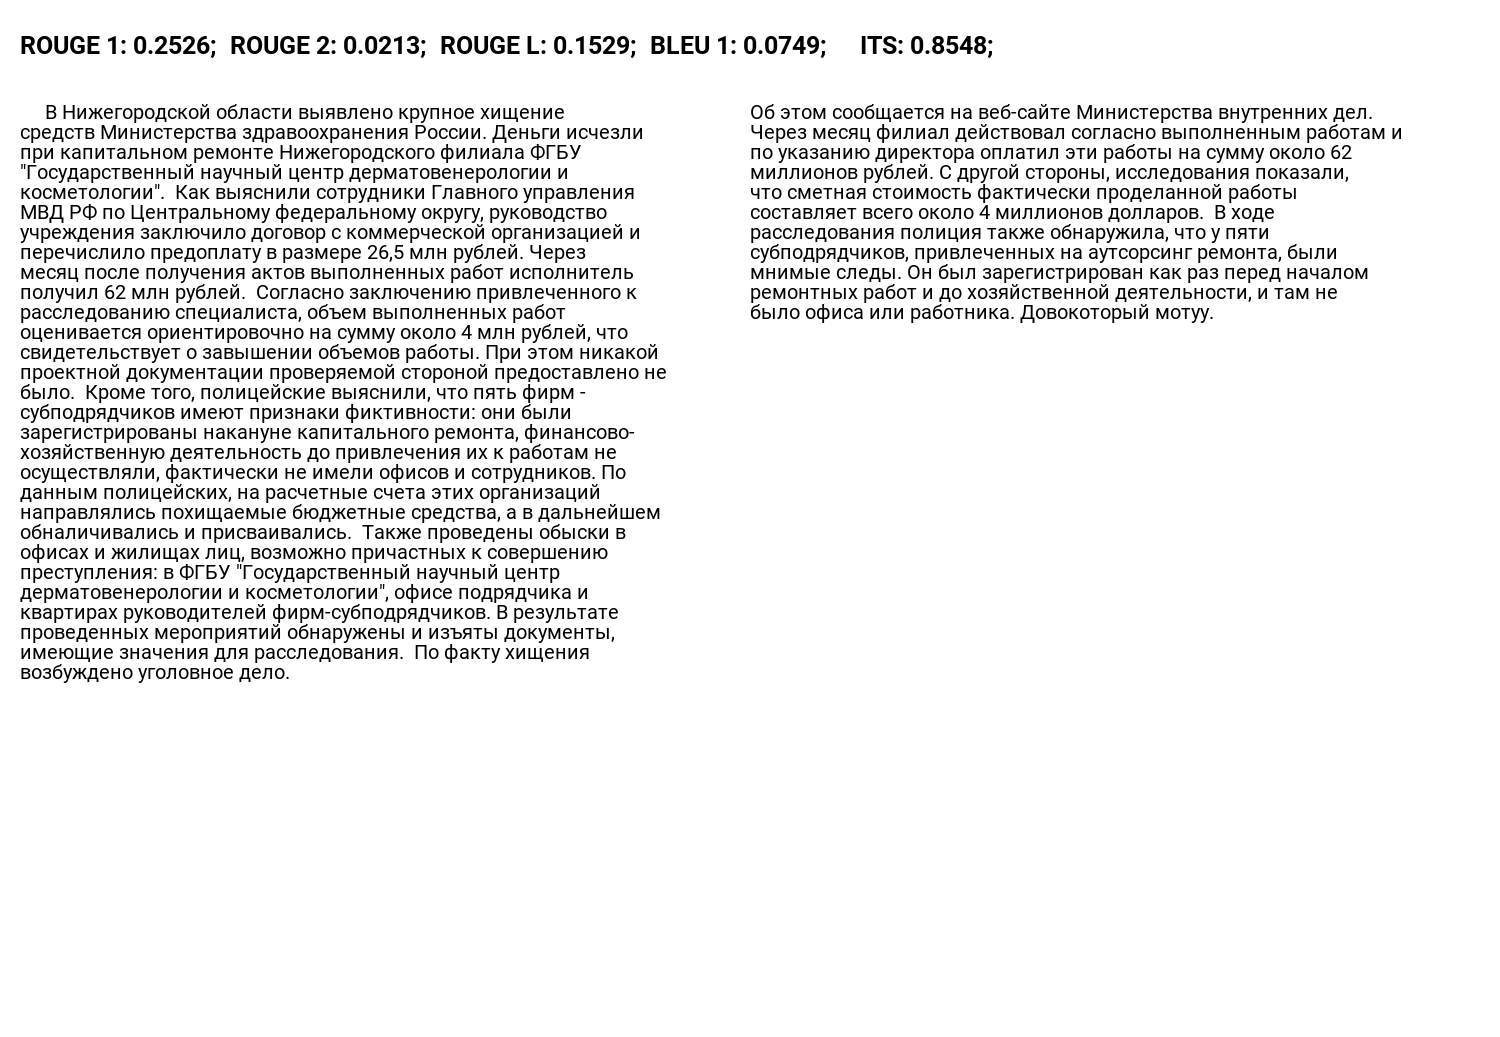 ROUGE 1: 0.2526;  ROUGE 2: 0.0213;  ROUGE L: 0.1529;  BLEU 1: 0.0749;     ITS: 0.8548;
В Нижегородской области выявлено крупное хищение
средств Министерства здравоохранения России. Деньги исчезли
при капитальном ремонте Нижегородского филиала ФГБУ
"Государственный научный центр дерматовенерологии и
косметологии".  Как выяснили сотрудники Главного управления
МВД РФ по Центральному федеральному округу, руководство
учреждения заключило договор с коммерческой организацией и
перечислило предоплату в размере 26,5 млн рублей. Через
месяц после получения актов выполненных работ исполнитель
получил 62 млн рублей.  Согласно заключению привлеченного к
расследованию специалиста, объем выполненных работ
оценивается ориентировочно на сумму около 4 млн рублей, что
свидетельствует о завышении объемов работы. При этом никакой
проектной документации проверяемой стороной предоставлено не
было.  Кроме того, полицейские выяснили, что пять фирм -
субподрядчиков имеют признаки фиктивности: они были
зарегистрированы накануне капитального ремонта, финансово-
хозяйственную деятельность до привлечения их к работам не
осуществляли, фактически не имели офисов и сотрудников. По
данным полицейских, на расчетные счета этих организаций
направлялись похищаемые бюджетные средства, а в дальнейшем
обналичивались и присваивались.  Также проведены обыски в
офисах и жилищах лиц, возможно причастных к совершению
преступления: в ФГБУ "Государственный научный центр
дерматовенерологии и косметологии", офисе подрядчика и
квартирах руководителей фирм-субподрядчиков. В результате
проведенных мероприятий обнаружены и изъяты документы,
имеющие значения для расследования.  По факту хищения
возбуждено уголовное дело.
Об этом сообщается на веб-сайте Министерства внутренних дел.
Через месяц филиал действовал согласно выполненным работам и
по указанию директора оплатил эти работы на сумму около 62
миллионов рублей. С другой стороны, исследования показали,
что сметная стоимость фактически проделанной работы
составляет всего около 4 миллионов долларов.  В ходе
расследования полиция также обнаружила, что у пяти
субподрядчиков, привлеченных на аутсорсинг ремонта, были
мнимые следы. Он был зарегистрирован как раз перед началом
ремонтных работ и до хозяйственной деятельности, и там не
было офиса или работника. Довокоторый мотуу.